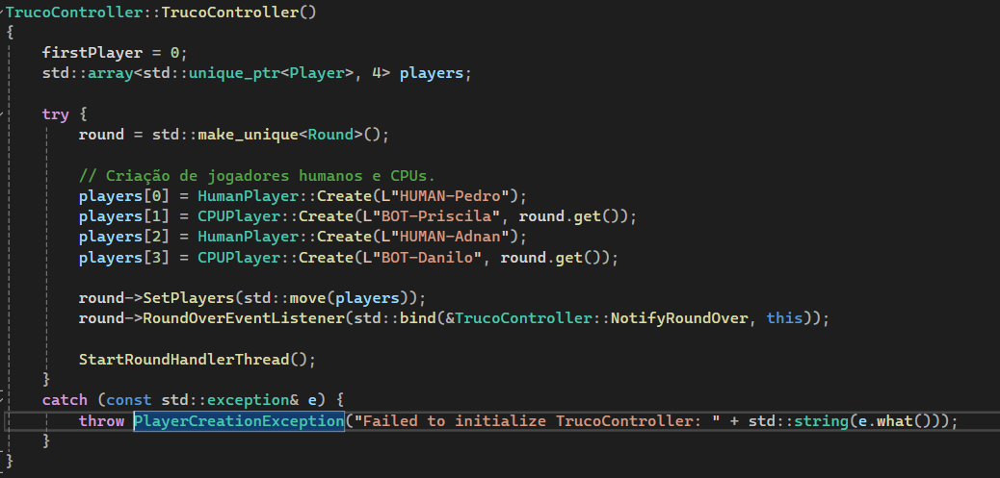 TrucoController::TrucoController()
{
    firstPlayer = 0;
    std::array<std::unique_ptr<Player>, 4> players;

    try {
        round = std::make_unique<Round>();

        // Criação de jogadores humanos e CPUs.
        players[0] = HumanPlayer::Create(L"HUMAN-Pedro");
        players[1] = CPUPlayer::Create(L"BOT-Priscila", round.get());
        players[2] = HumanPlayer::Create(L"HUMAN-Adnan");
        players[3] = CPUPlayer::Create(L"BOT-Danilo", round.get());

        round->SetPlayers(std::move(players));
        round->RoundOverEventListener(std::bind(&TrucoController::NotifyRoundOver, this));

        StartRoundHandlerThread();
    }
    catch (const std::exception& e) {
        throw PlayerCreationException("Failed to initialize TrucoController: " + std::string(e.what()));
    }
}